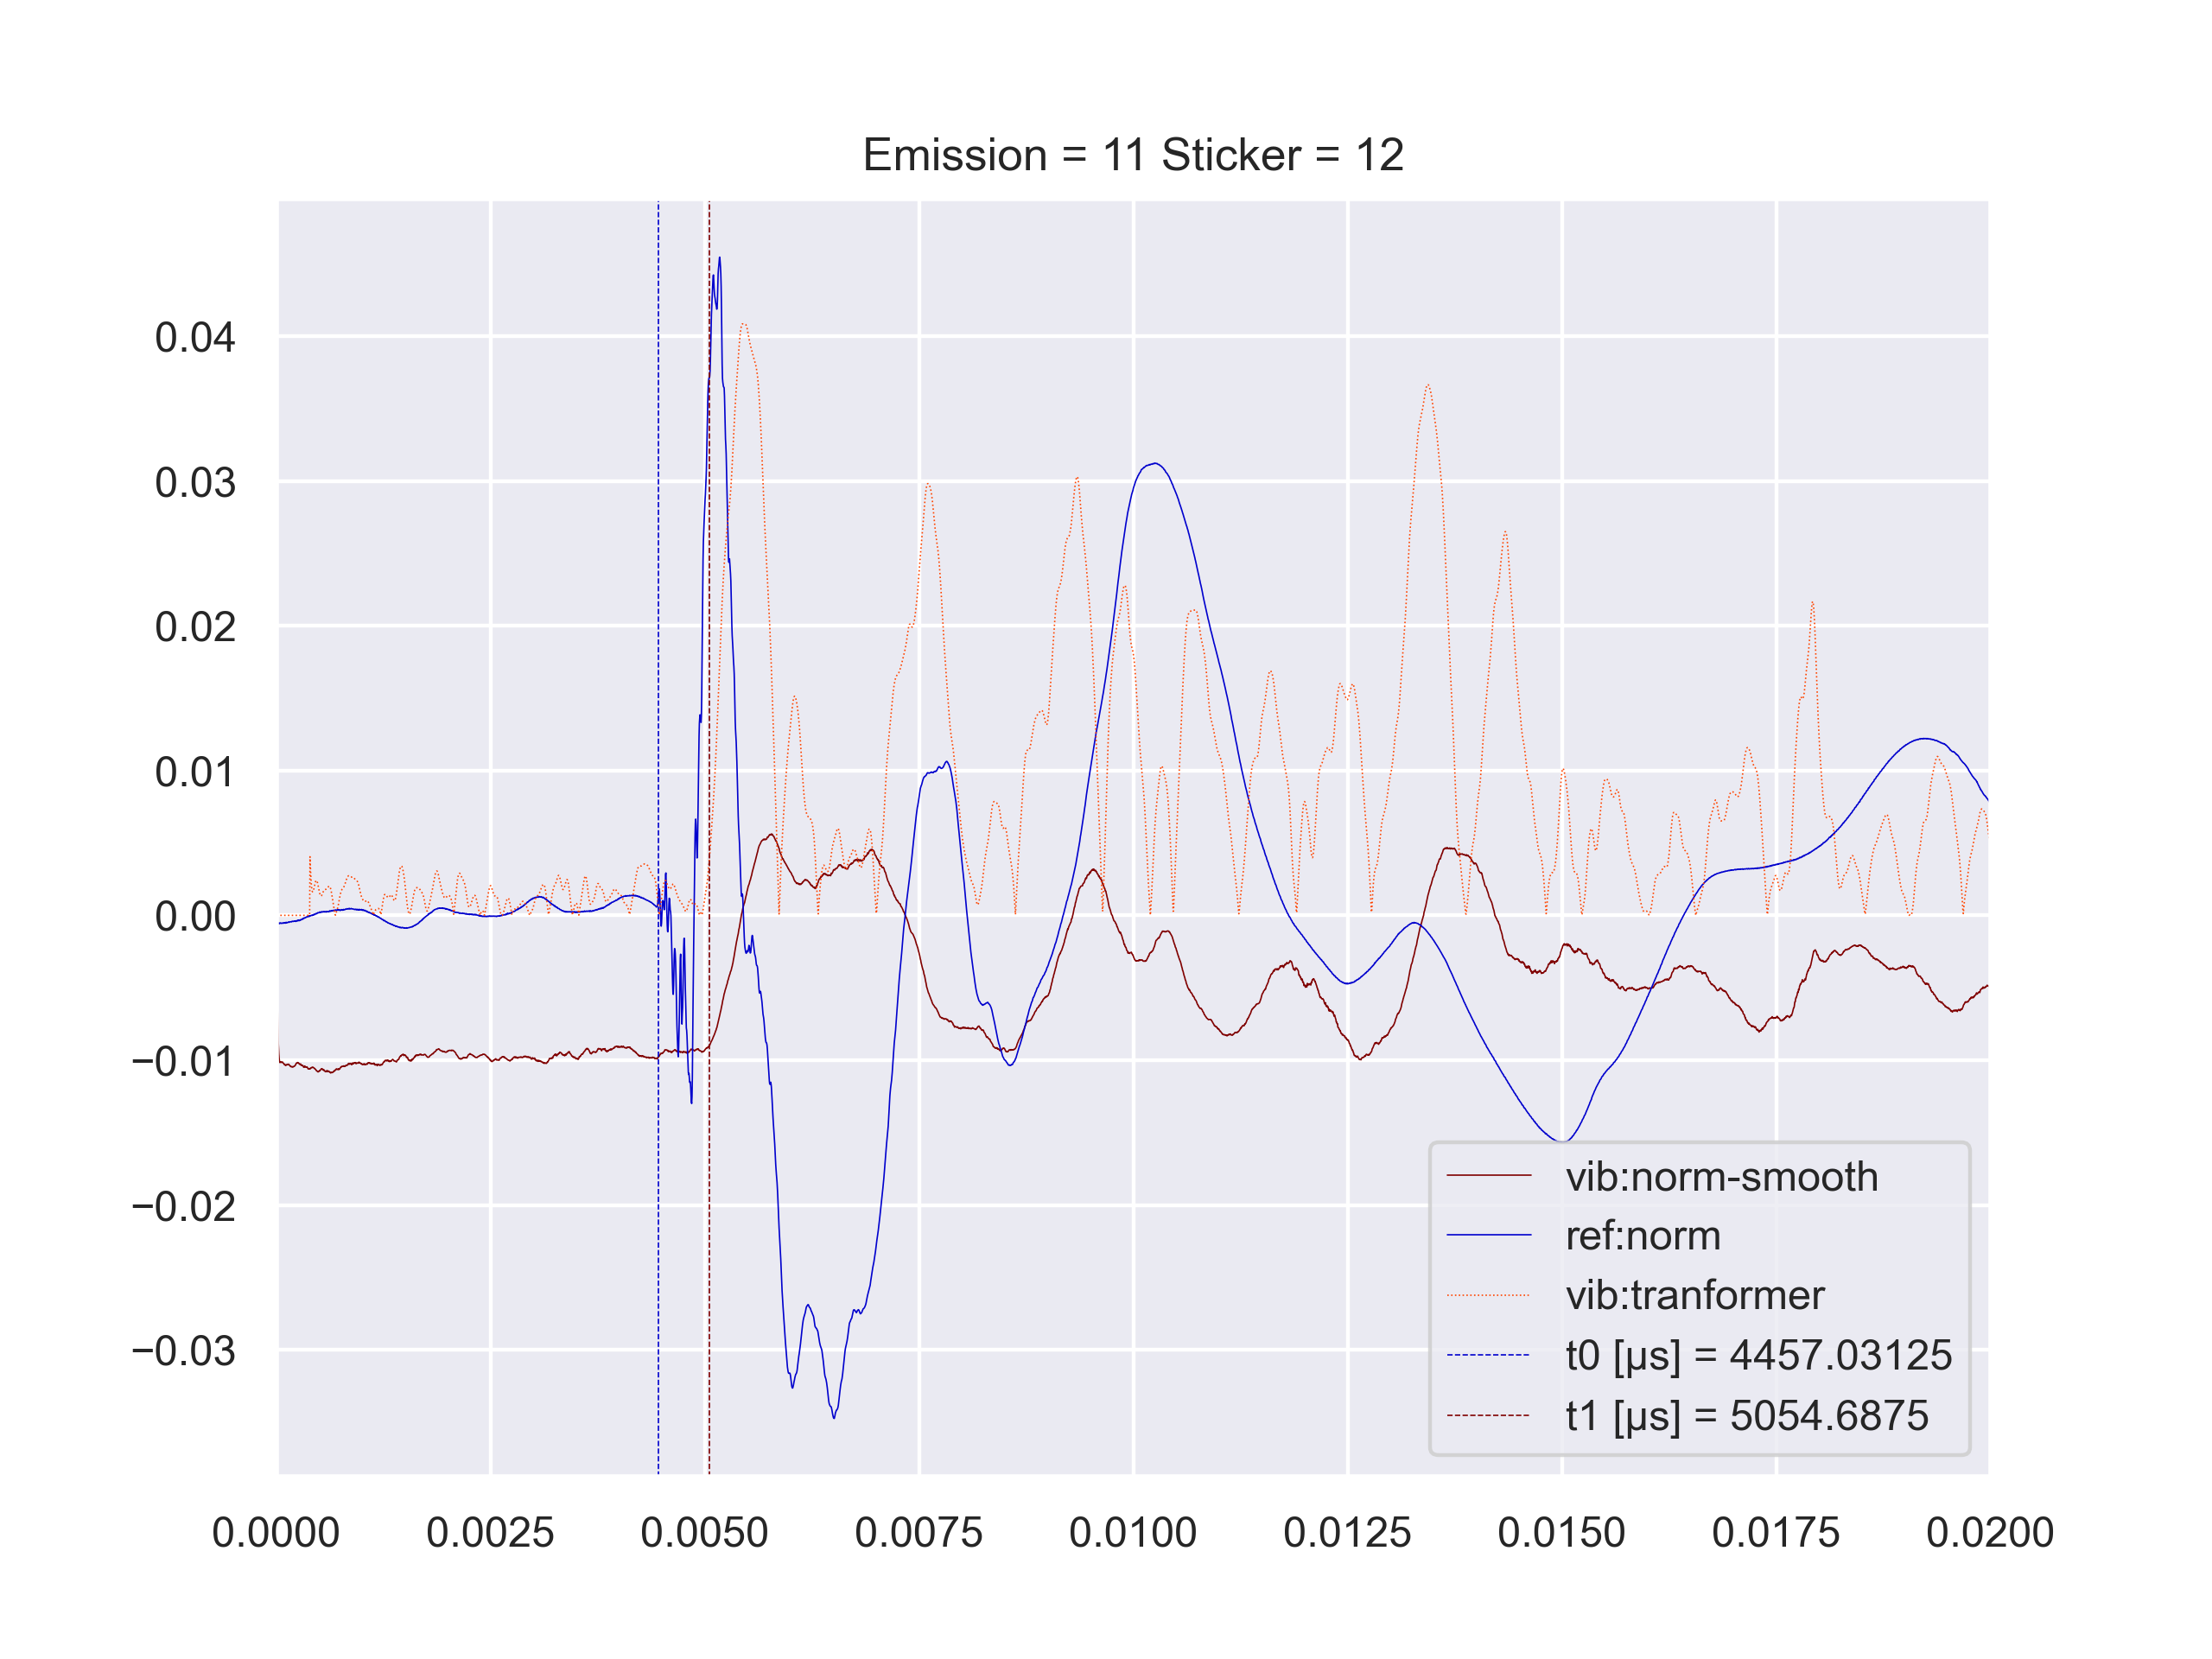 Emission = 11 Sticker = 12
0.04
0.03
0.02
0.01
0.00
−0.01
−0.02
−0.03
0.0000 0.0025 0.0050 0.0075 0.0100 0.0125 0.0150 0.0175 0.0200
vib:norm-smooth
ref:norm
vib:tranformer
t0 [µs] = 4457.03125
t1 [µs] = 5054.6875